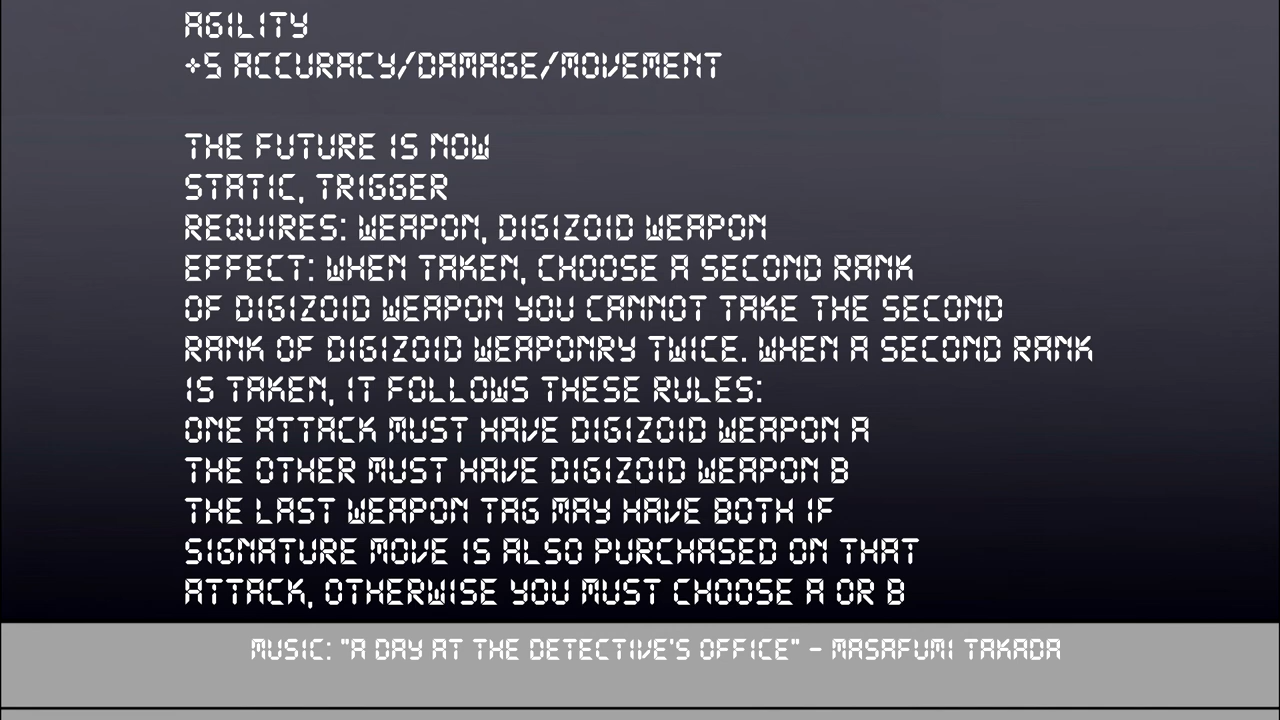 AGILITY
+5 ACCURACY/DAMAGE/MOVEMENT
THE FUTURE IS NOW
STATIC, TRIGGER
REQUIRES: WEAPON, DIGIZOID WEAPON
EFFECT: WHEN TAKEN, CHOOSE A SECOND RANK
OF DIGIZOID WEAPON YOU CANNOT TAKE THE SECOND
RANK OF DIGIZOID WEAPONRY TWICE. WHEN A SECOND RANK
IS TAKEN, IT FOLLOWS THESE RULES:
ONE ATTACK MUST HAVE DIGIZOID WEAPON A
THE OTHER MUST HAVE DIGIZOID WEAPON B
THE LAST WEAPON TAG MAY HAVE BOTH IF
SIGNATURE MOVE IS ALSO PURCHASED ON THAT
ATTACK, OTHERWISE YOU MUST CHOOSE A OR B
MUSIC: "A DAY AT THE DETECTIVE'S OFFICE" - MASAFUMI TAKADA